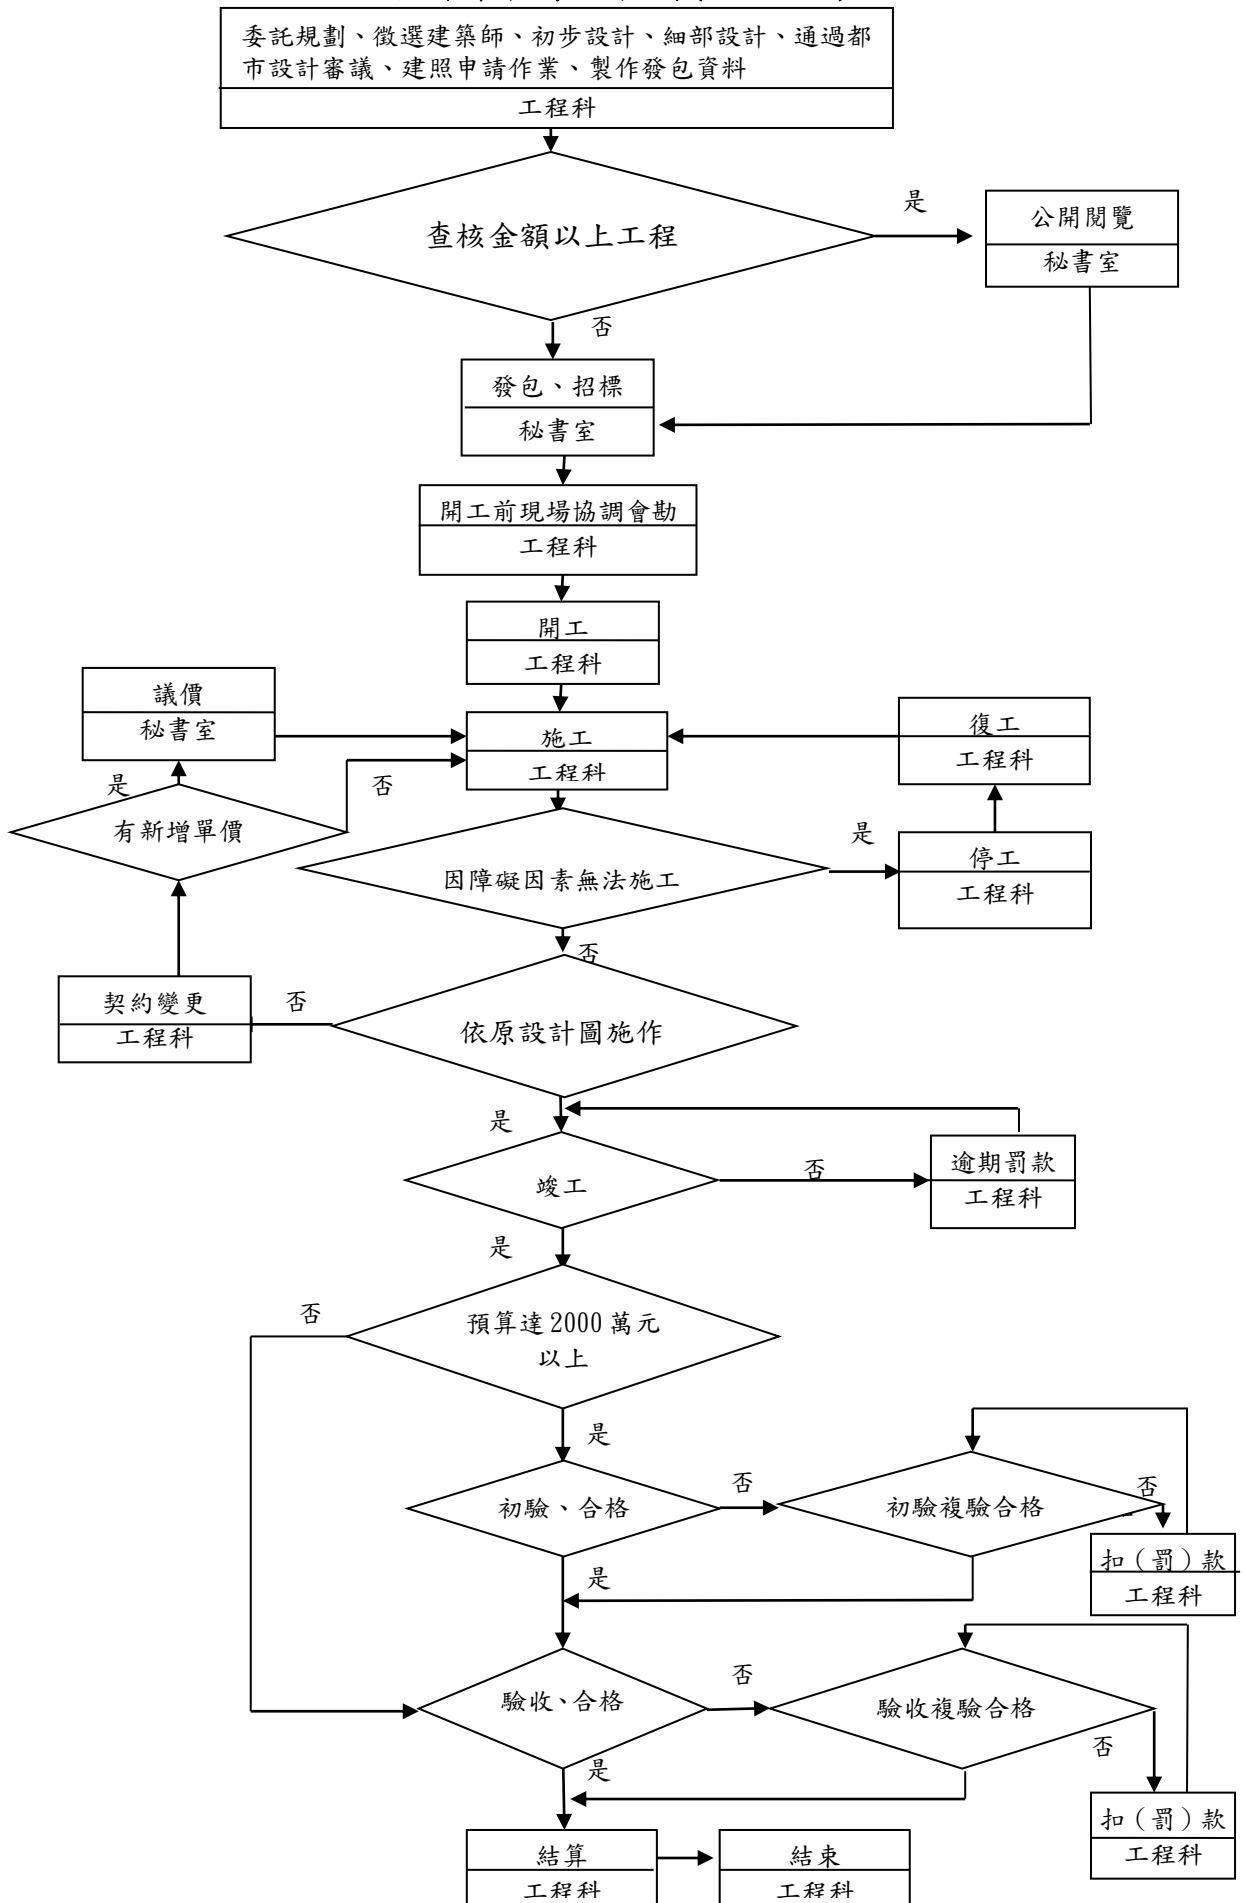 委託規劃、徵選建築師、初步設計、細部設計、通過都
市設計審議、建照申請作業、製作發包資料
工程科
查核金額以上工程
是
公開閱覽
秘書室
否
發包、招標
秘書室
開工前現場協調會勘
工程科
開工
工程科
議價
秘書室
施工
工程科
復工
工程科
是
否
有新增單價
因障礙因素無法施工
是
停工
工程科
否
契約變更
工程科
否
依原設計圖施作
是
竣工
否
逾期罰款
工程科
是
否
預算達2000萬元
以上
是
初驗、合格
否
初驗複驗合格
否
扣(罰)款
工程科
是
驗收、合格
否
驗收複驗合格
否
扣(罰)款
工程科
是
結算
工程科
結束
工程科